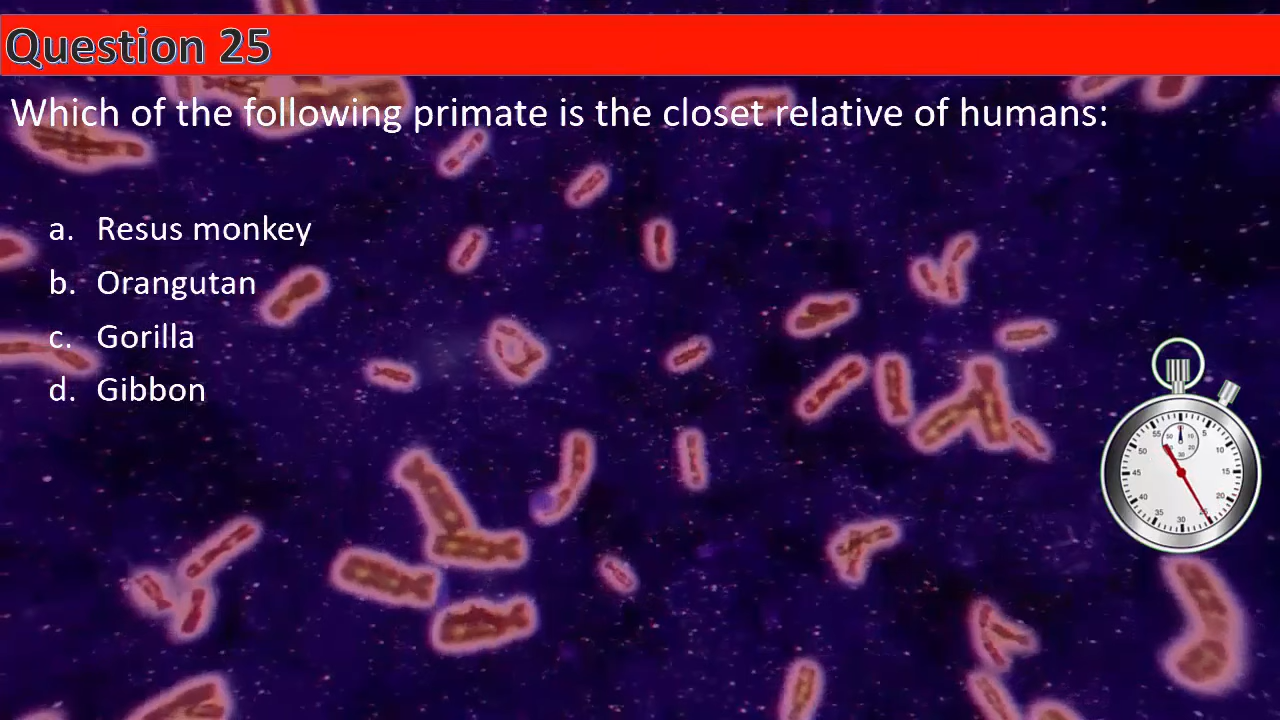 Question 25
Which of the following primate is the closet relative of humans:
a. Resus monkey
b. Orangutan
c. Gorilla
d. Gibbon